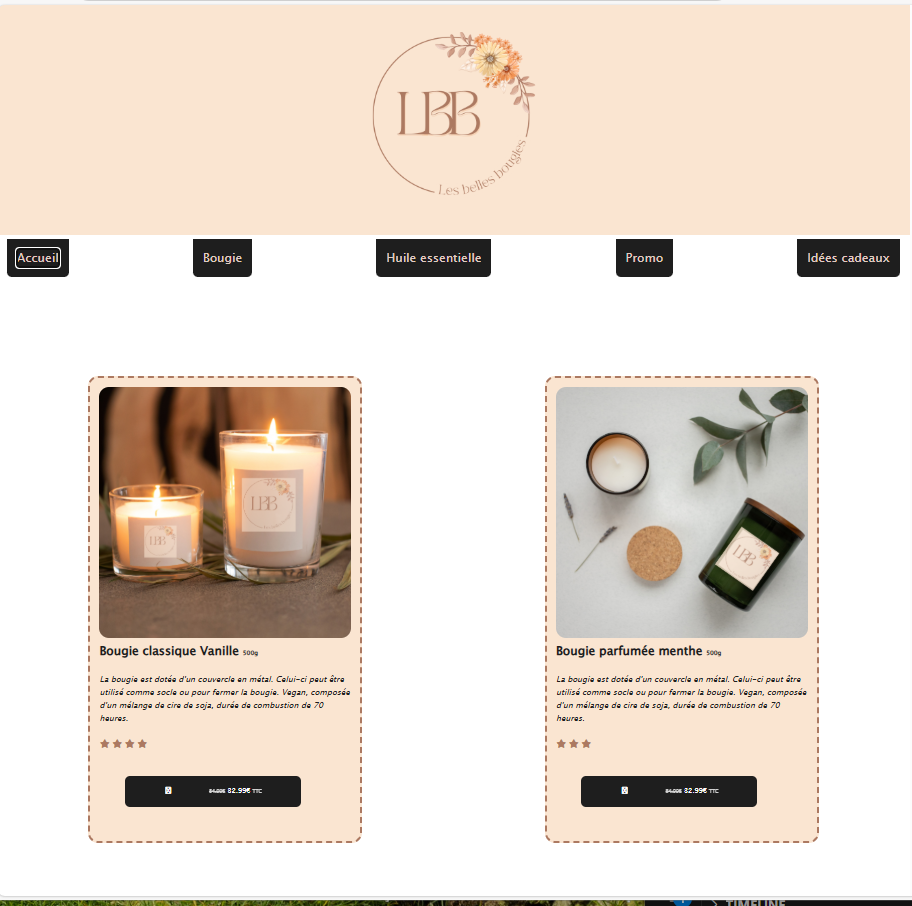 LBB
Les belles bougies
Accueil
Bougie
Huile essentielle
Promo
Idées cadeaux
LBB
LBB
Bougie classique Vanille 500g
La bougie est dotée d'un couvercle en métal. Celui-ci peut être
utilisé comme socle ou pour fermer la bougie. Vegan, composée
d'un mélange de cire de soja, durée de combustion de 70
heures.
82.99€ TTC
LBB
Bougie parfumée menthe 500g
La bougie est dotée d'un couvercle en métal. Celui-ci peut être
utilisé comme socle ou pour fermer la bougie. Vegan, composée
d'un mélange de cire de soja, durée de combustion de 70
heures.
82.99€ TTC
TIMELINE